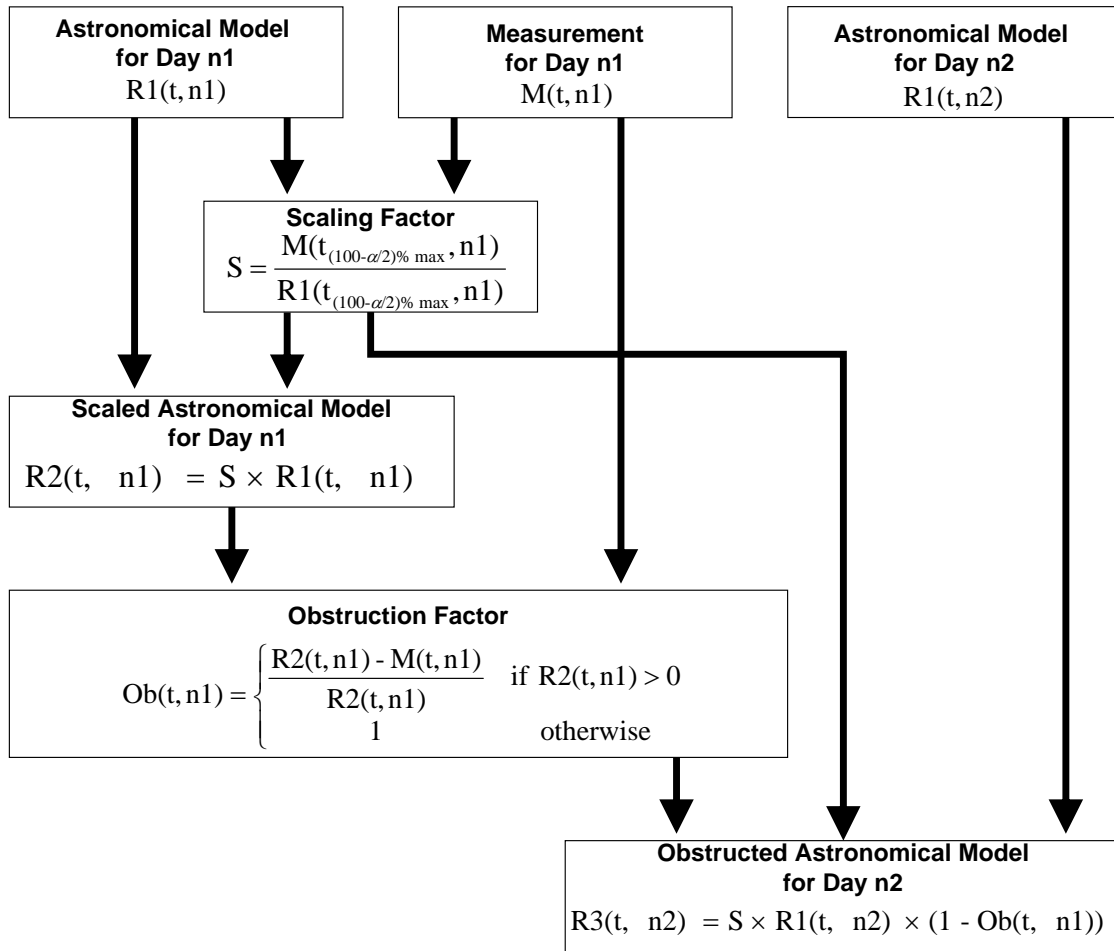 Astronomical Model
for Day n1
R1(t,n1)
Measurement
for Day n1
M(t,n1)
Astronomical Model
for Day n2
R1(t,n2)
Scaling Factor
S = M(t(100-α/2)% max, n1) / R1(t(100-α/2)% max, n1)
Scaled Astronomical Model
for Day n1
R2(t, n1) = S × R1(t, n1)
Obstruction Factor
Ob(t,n1) = { R2(t,n1) - M(t,n1) / R2(t,n1) if R2(t,n1) > 0
1 otherwise
Obstructed Astronomical Model
for Day n2
R3(t, n2) = S × R1(t, n2) × (1 - Ob(t, n1))